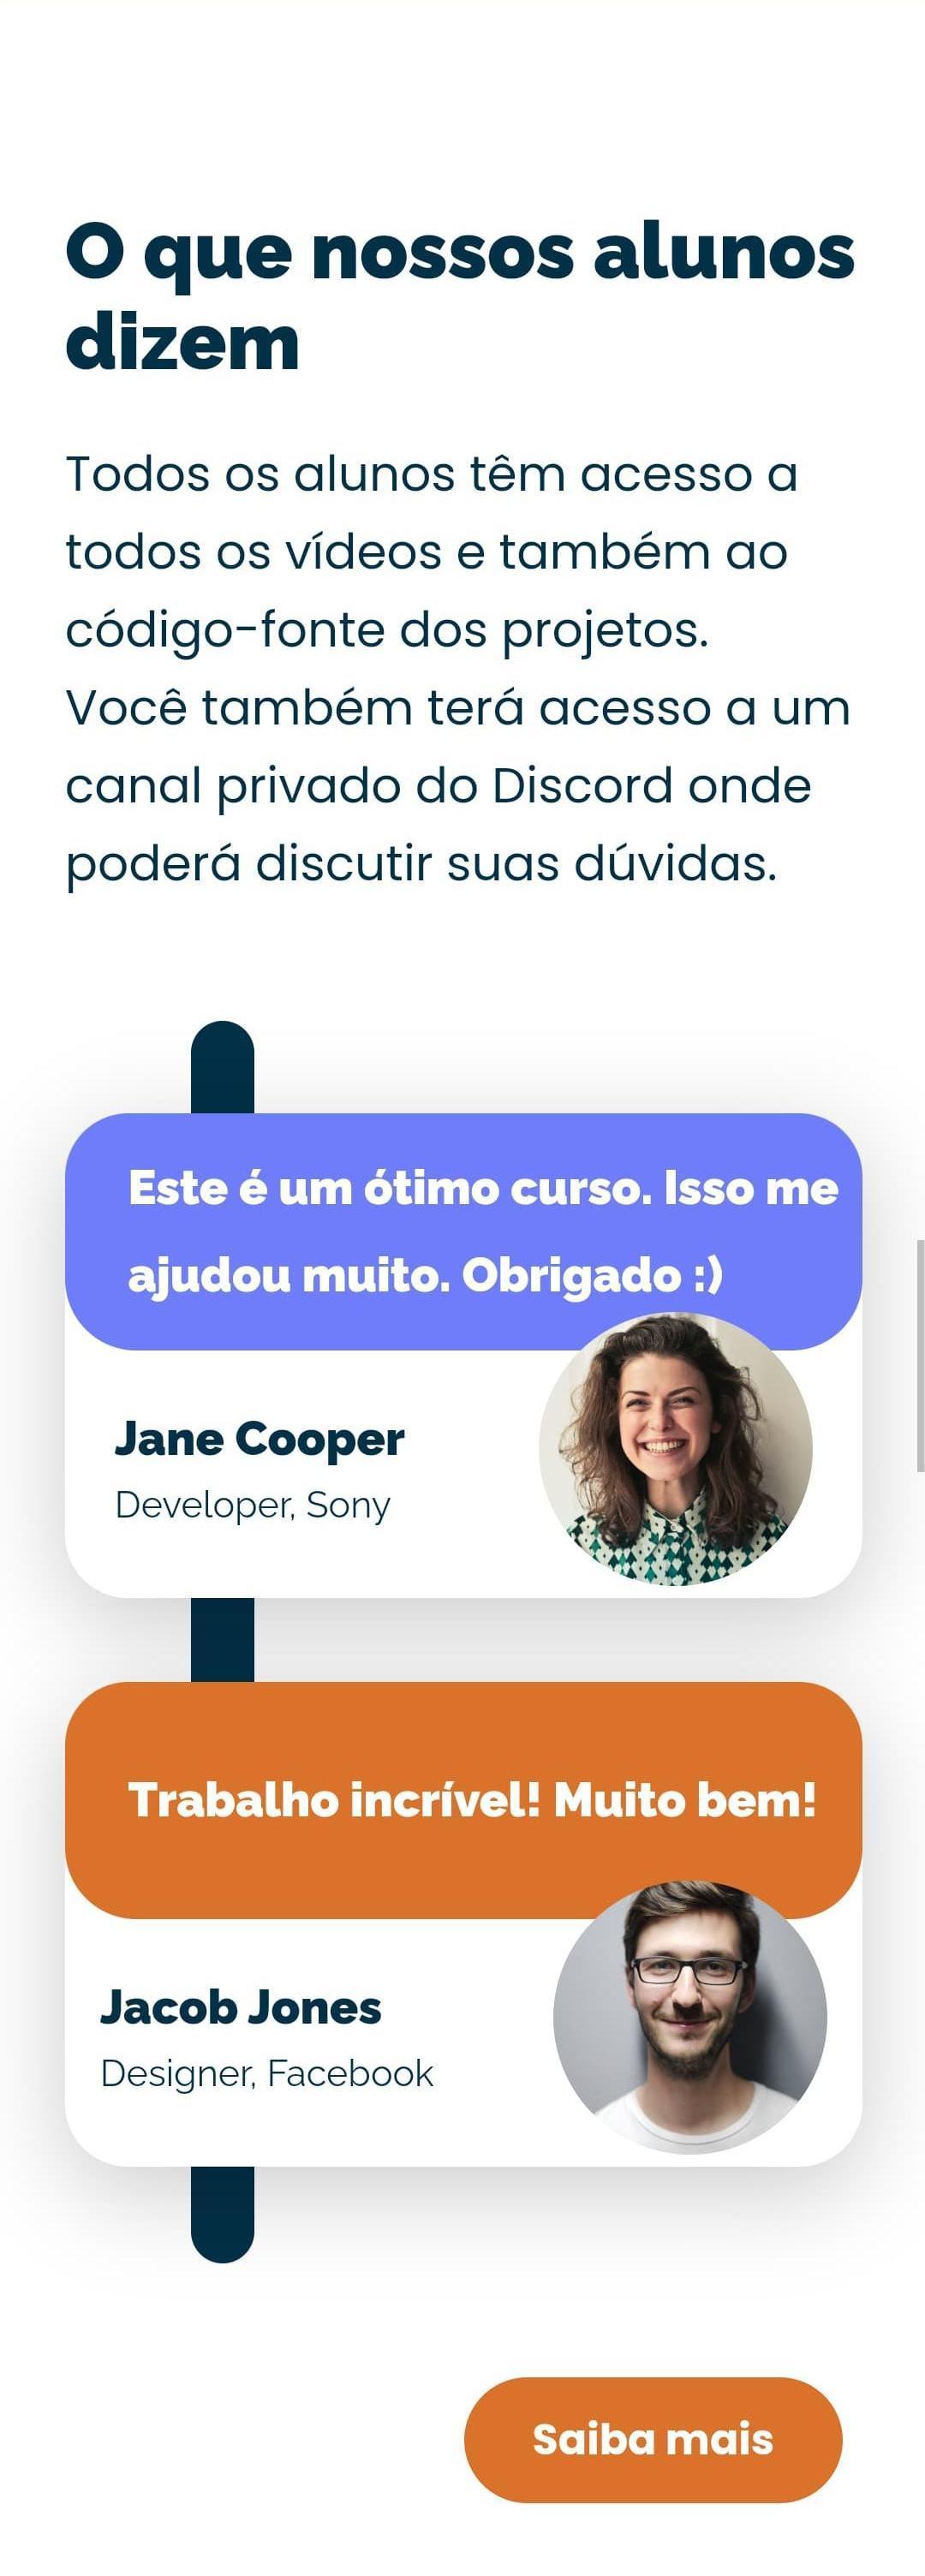 O que nossos alunos
dizem
Todos os alunos têm acesso a
todos os vídeos e também ao
código-fonte dos projetos.
Você também terá acesso a um
canal privado do Discord onde
poderá discutir suas dúvidas.
Este é um ótimo curso. Isso me
ajudou muito. Obrigado :)
Jane Cooper
Developer, Sony
Trabalho incrível! Muito bem!
Jacob Jones
Designer, Facebook
Saiba mais